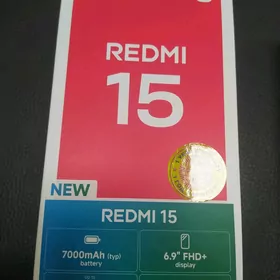 REDMI
15
NEW
REDMI 15
7000mAh (typ)
battery
6.9" FHD+
display